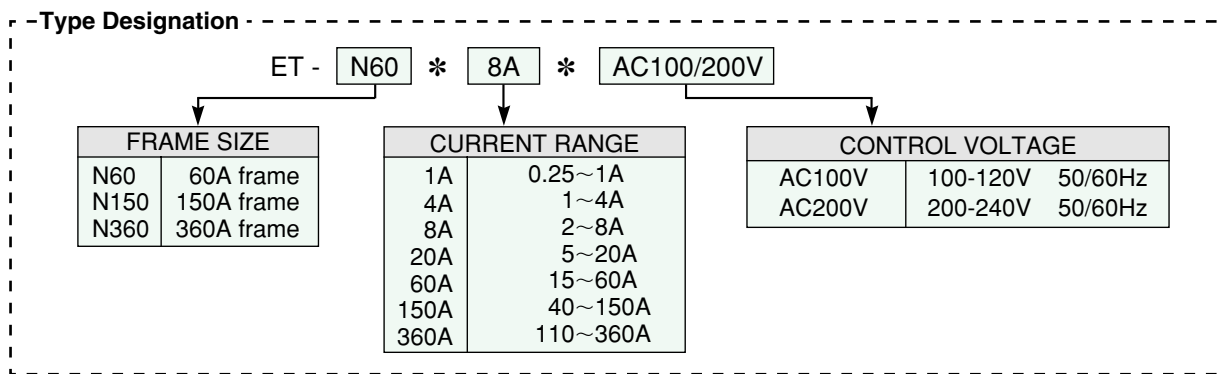 Type Designation
ET - N60 * 8A * AC100/200V
FRAME SIZE
N60 60A frame
N150 150A frame
N360 360A frame
CURRENT RANGE
1A 0.25~1A
4A 1~4A
8A 2~8A
20A 5~20A
60A 15~60A
150A 40~150A
360A 110~360A
CONTROL VOLTAGE
AC100V 100-120V 50/60Hz
AC200V 200-240V 50/60Hz